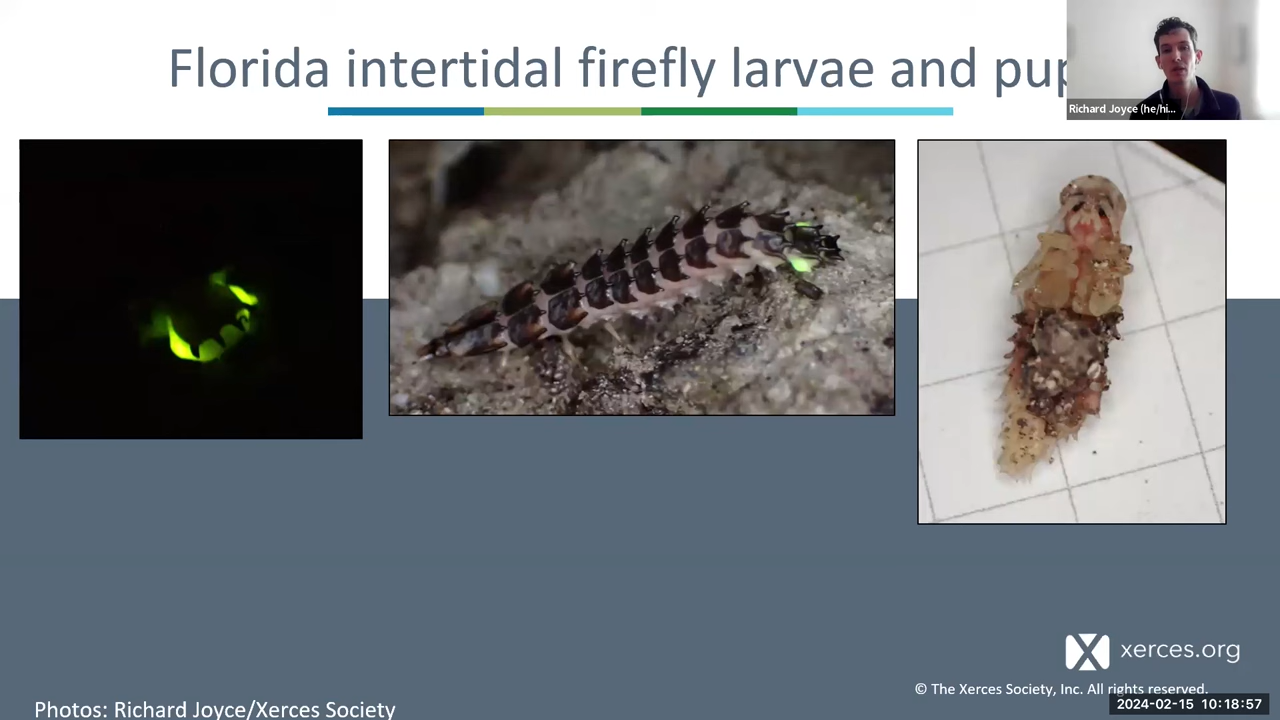 Florida intertidal firefly larvae and pup
Richard Joyce (he/hi...
xerces.org
© The Xerces Society, Inc. All rights reserved.
2024-02-15 10:18:57
Photos: Richard Joyce/Xerces Society